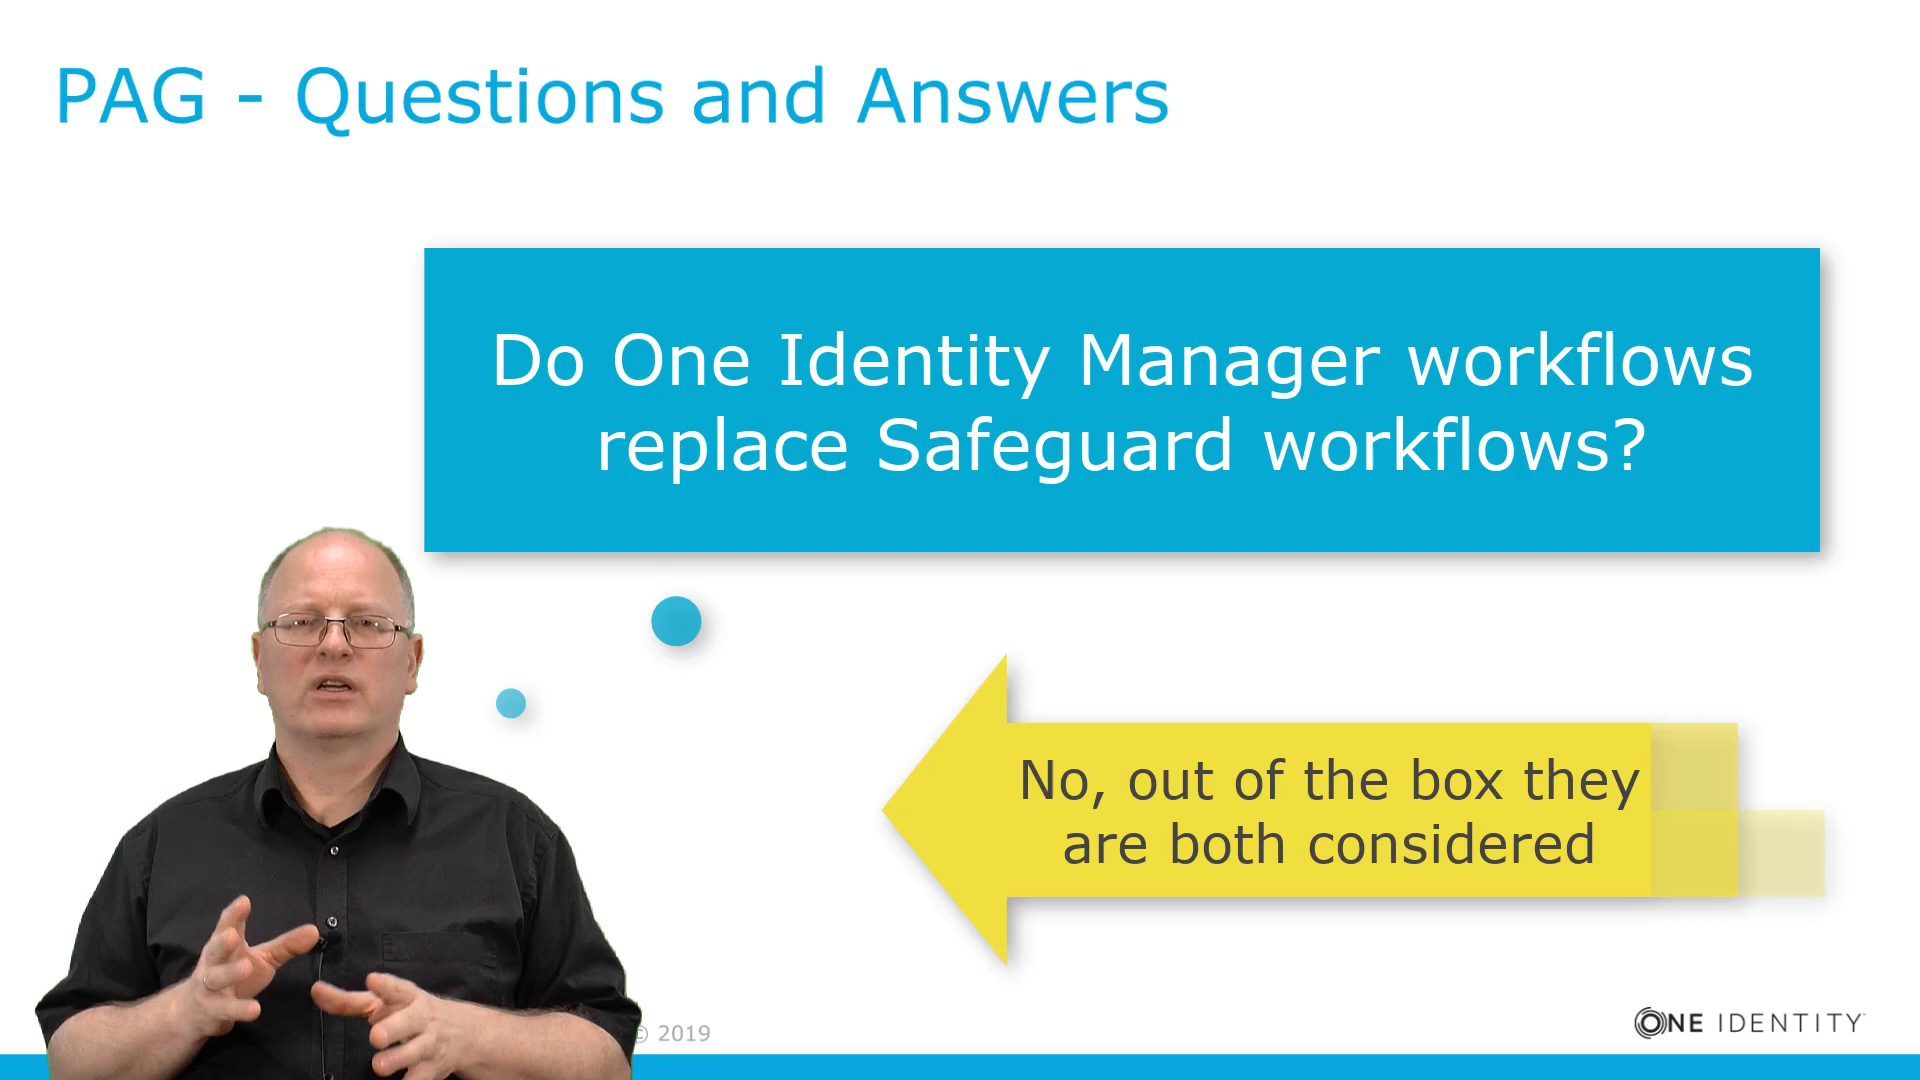 PAG - Questions and Answers
Do One Identity Manager workflows
replace Safeguard workflows?
No, out of the box they
are both considered
© 2019
ONE IDENTITY